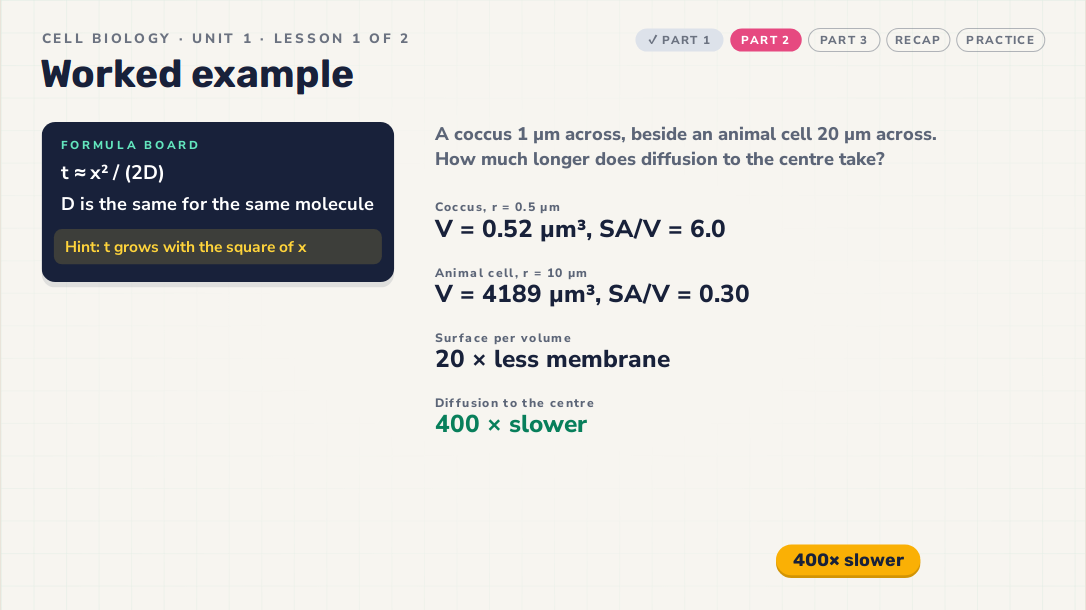 CELL BIOLOGY · UNIT 1 · LESSON 1 OF 2
✓ PART 1
PART 2
PART 3
RECAP
PRACTICE
Worked example
FORMULA BOARD
t ≈ x² / (2D)
D is the same for the same molecule
Hint: t grows with the square of x
A coccus 1 µm across, beside an animal cell 20 µm across.
How much longer does diffusion to the centre take?
Coccus, r = 0.5 µm
V = 0.52 µm³, SA/V = 6.0
Animal cell, r = 10 µm
V = 4189 µm³, SA/V = 0.30
Surface per volume
20 × less membrane
Diffusion to the centre
400 × slower
400× slower